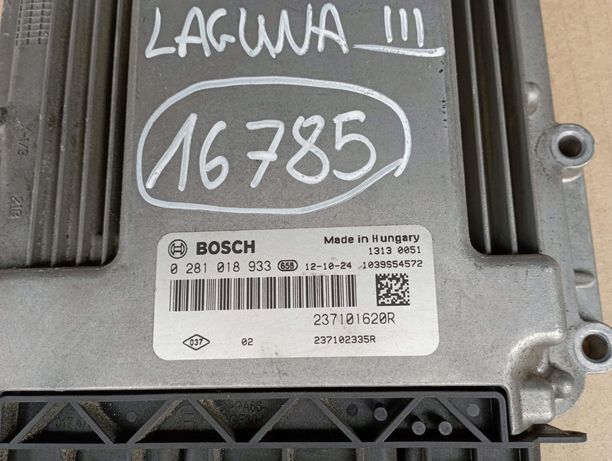 LAGUNA III
16785
BOSCH
Made in Hungary
1313 0051
0 281 018 933 658 12-10-24 1039S54572
237101620R
037 02 237102335R